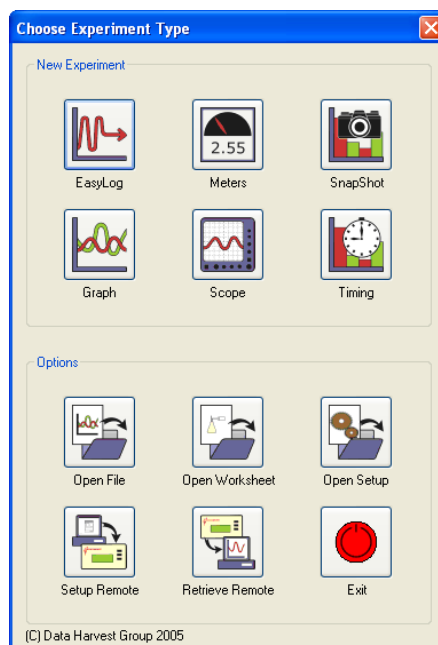 Choose Experiment Type
New Experiment
2.55
EasyLog Meters SnapShot
Graph Scope Timing
Options
Open File Open Worksheet Open Setup
Setup Remote Retrieve Remote Exit
(C) Data Harvest Group 2005